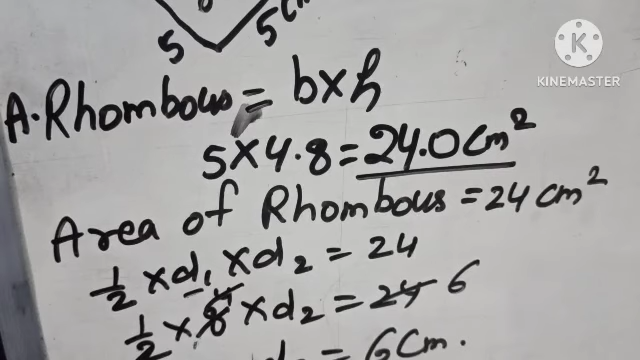 5
5cm
K
KINEMASTER
A.Rhombous = b×h
5×4.8=24.0cm²
Area of Rhombous =24 cm²
1/2 ×d₁ ×d₂ = 24
1/2 ×8 ×d₂ = 24 6
d₂ = 6cm.